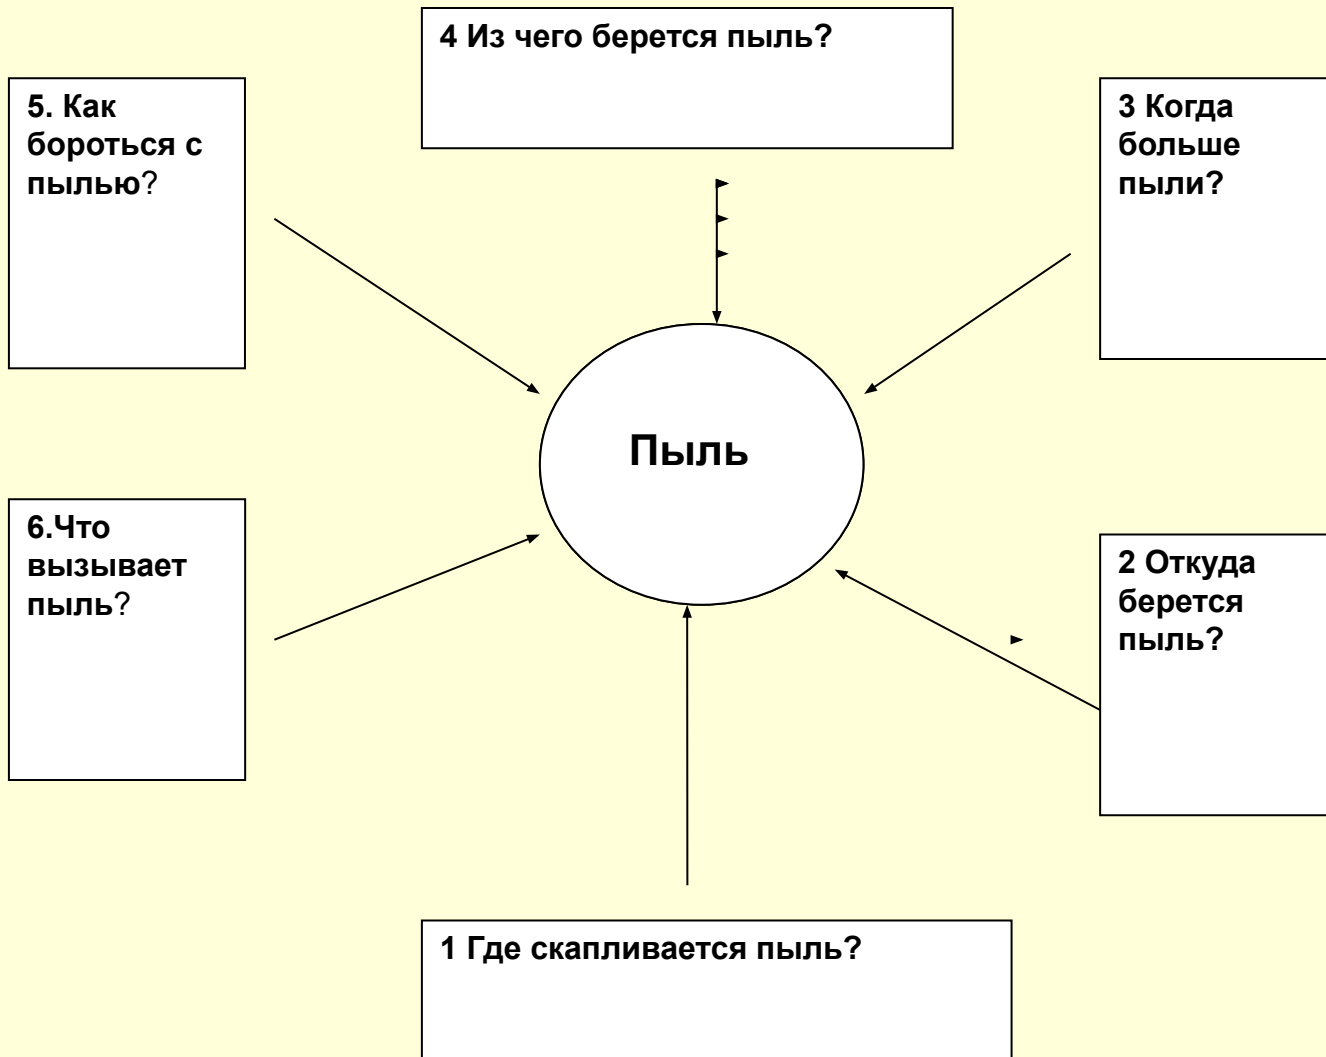 4 Из чего берется пыль?
5. Как
бороться с
пылью?
3 Когда
больше
пыли?
Пыль
6.Что
вызывает
пыль?
2 Откуда
берется
пыль?
1 Где скапливается пыль?